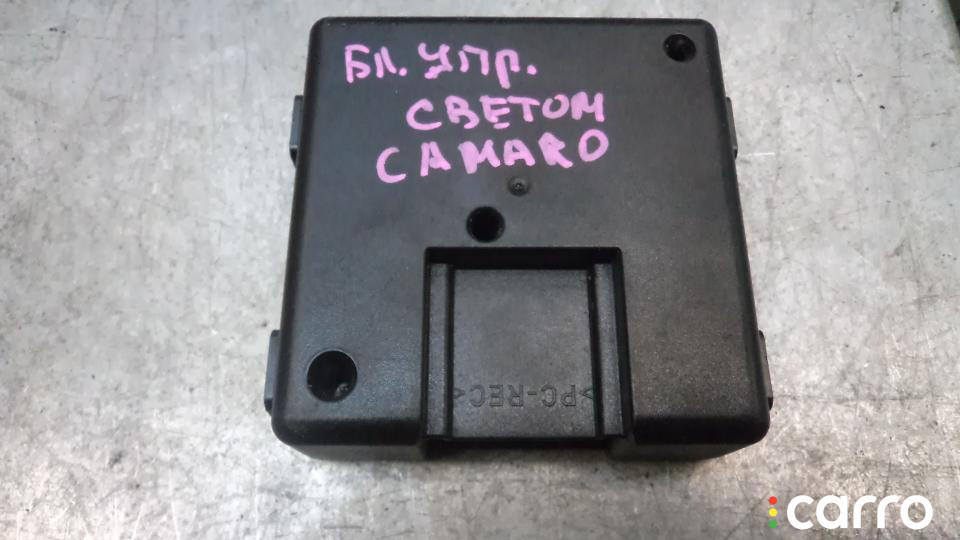 Бл. Упр.
СВЕТОМ
CAMARO
>PC-REC<
carro